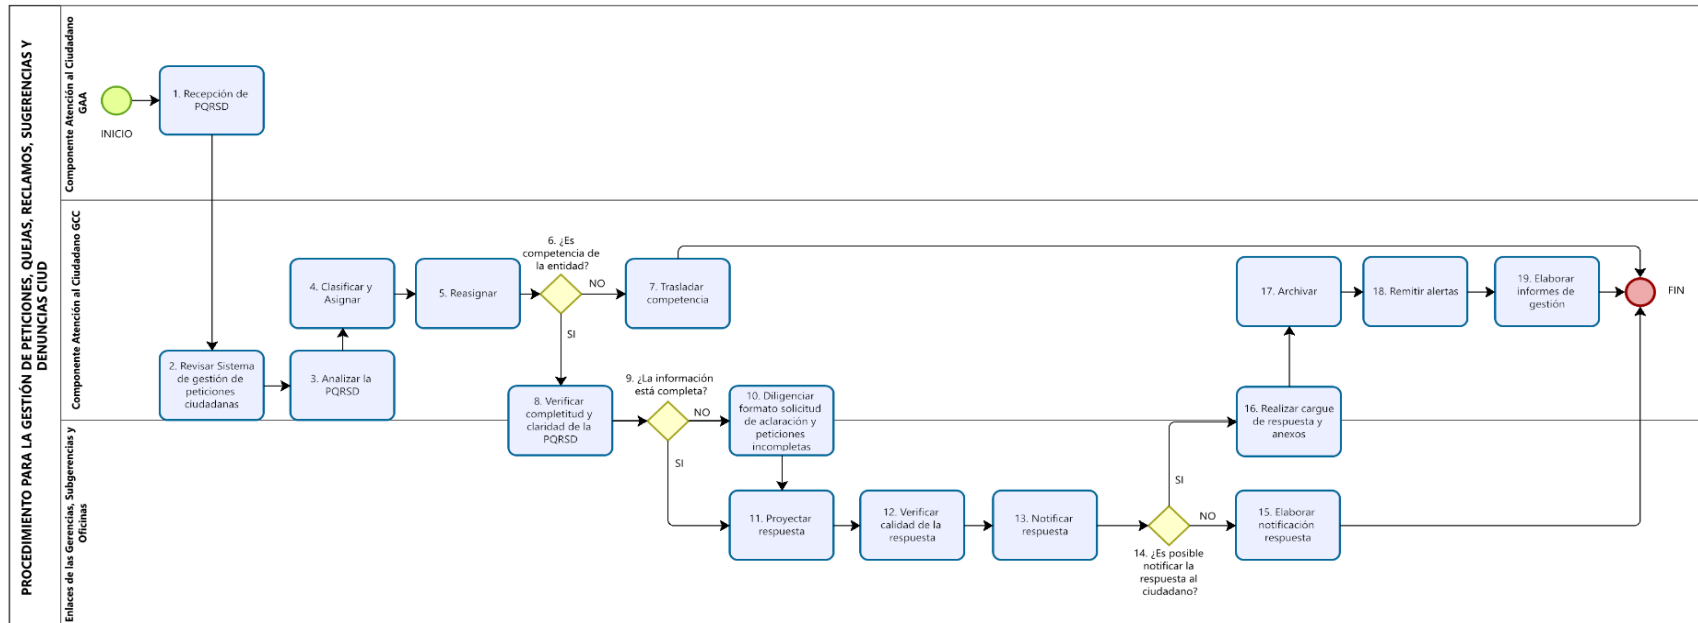 PROCEDIMIENTO PARA LA GESTIÓN DE PETICIONES, QUEJAS, RECLAMOS, SUGERENCIAS Y
DENUNCIAS CIUD
Componente Atención al Ciudadano
GAA
INICIO
1. Recepción de
PQRSD
Componente Atención al Ciudadano GCC
2. Revisar Sistema
de gestión de
peticiones
ciudadanas
3. Analizar la
PQRSD
4. Clasificar y
Asignar
5. Reasignar
6. ¿Es
competencia de
la entidad?
NO
SI
7. Trasladar
competencia
8. Verificar
completitud y
claridad de la
PQRSD
9. ¿La información
está completa?
NO
SI
10. Diligenciar
formato solicitud
de aclaración y
peticiones
incompletas
Enlaces de las Gerencias, Subgerencias y
Oficinas
11. Proyectar
respuesta
12. Verificar
calidad de la
respuesta
13. Notificar
respuesta
14. ¿Es posible
notificar la
respuesta al
ciudadano?
SI
NO
15. Elaborar
notificación
respuesta
16. Realizar cargue
de respuesta y
anexos
17. Archivar
18. Remitir alertas
19. Elaborar
informes de
gestión
FIN